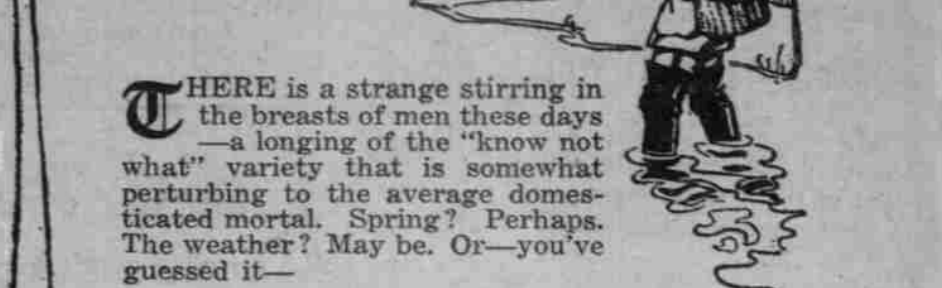 THERE is a strange stirring in
the breasts of men these days
—a longing of the "know not
what" variety that is somewhat
perturbing to the average domes-
ticated mortal. Spring? Perhaps.
The weather? May be. Or—you've
guessed it—